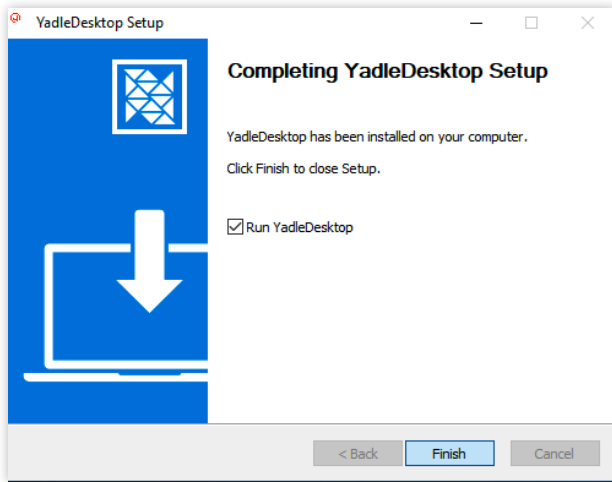 YadleDesktop Setup
Completing YadleDesktop Setup
YadleDesktop has been installed on your computer.
Click Finish to close Setup.
Run YadleDesktop
< Back
Finish
Cancel